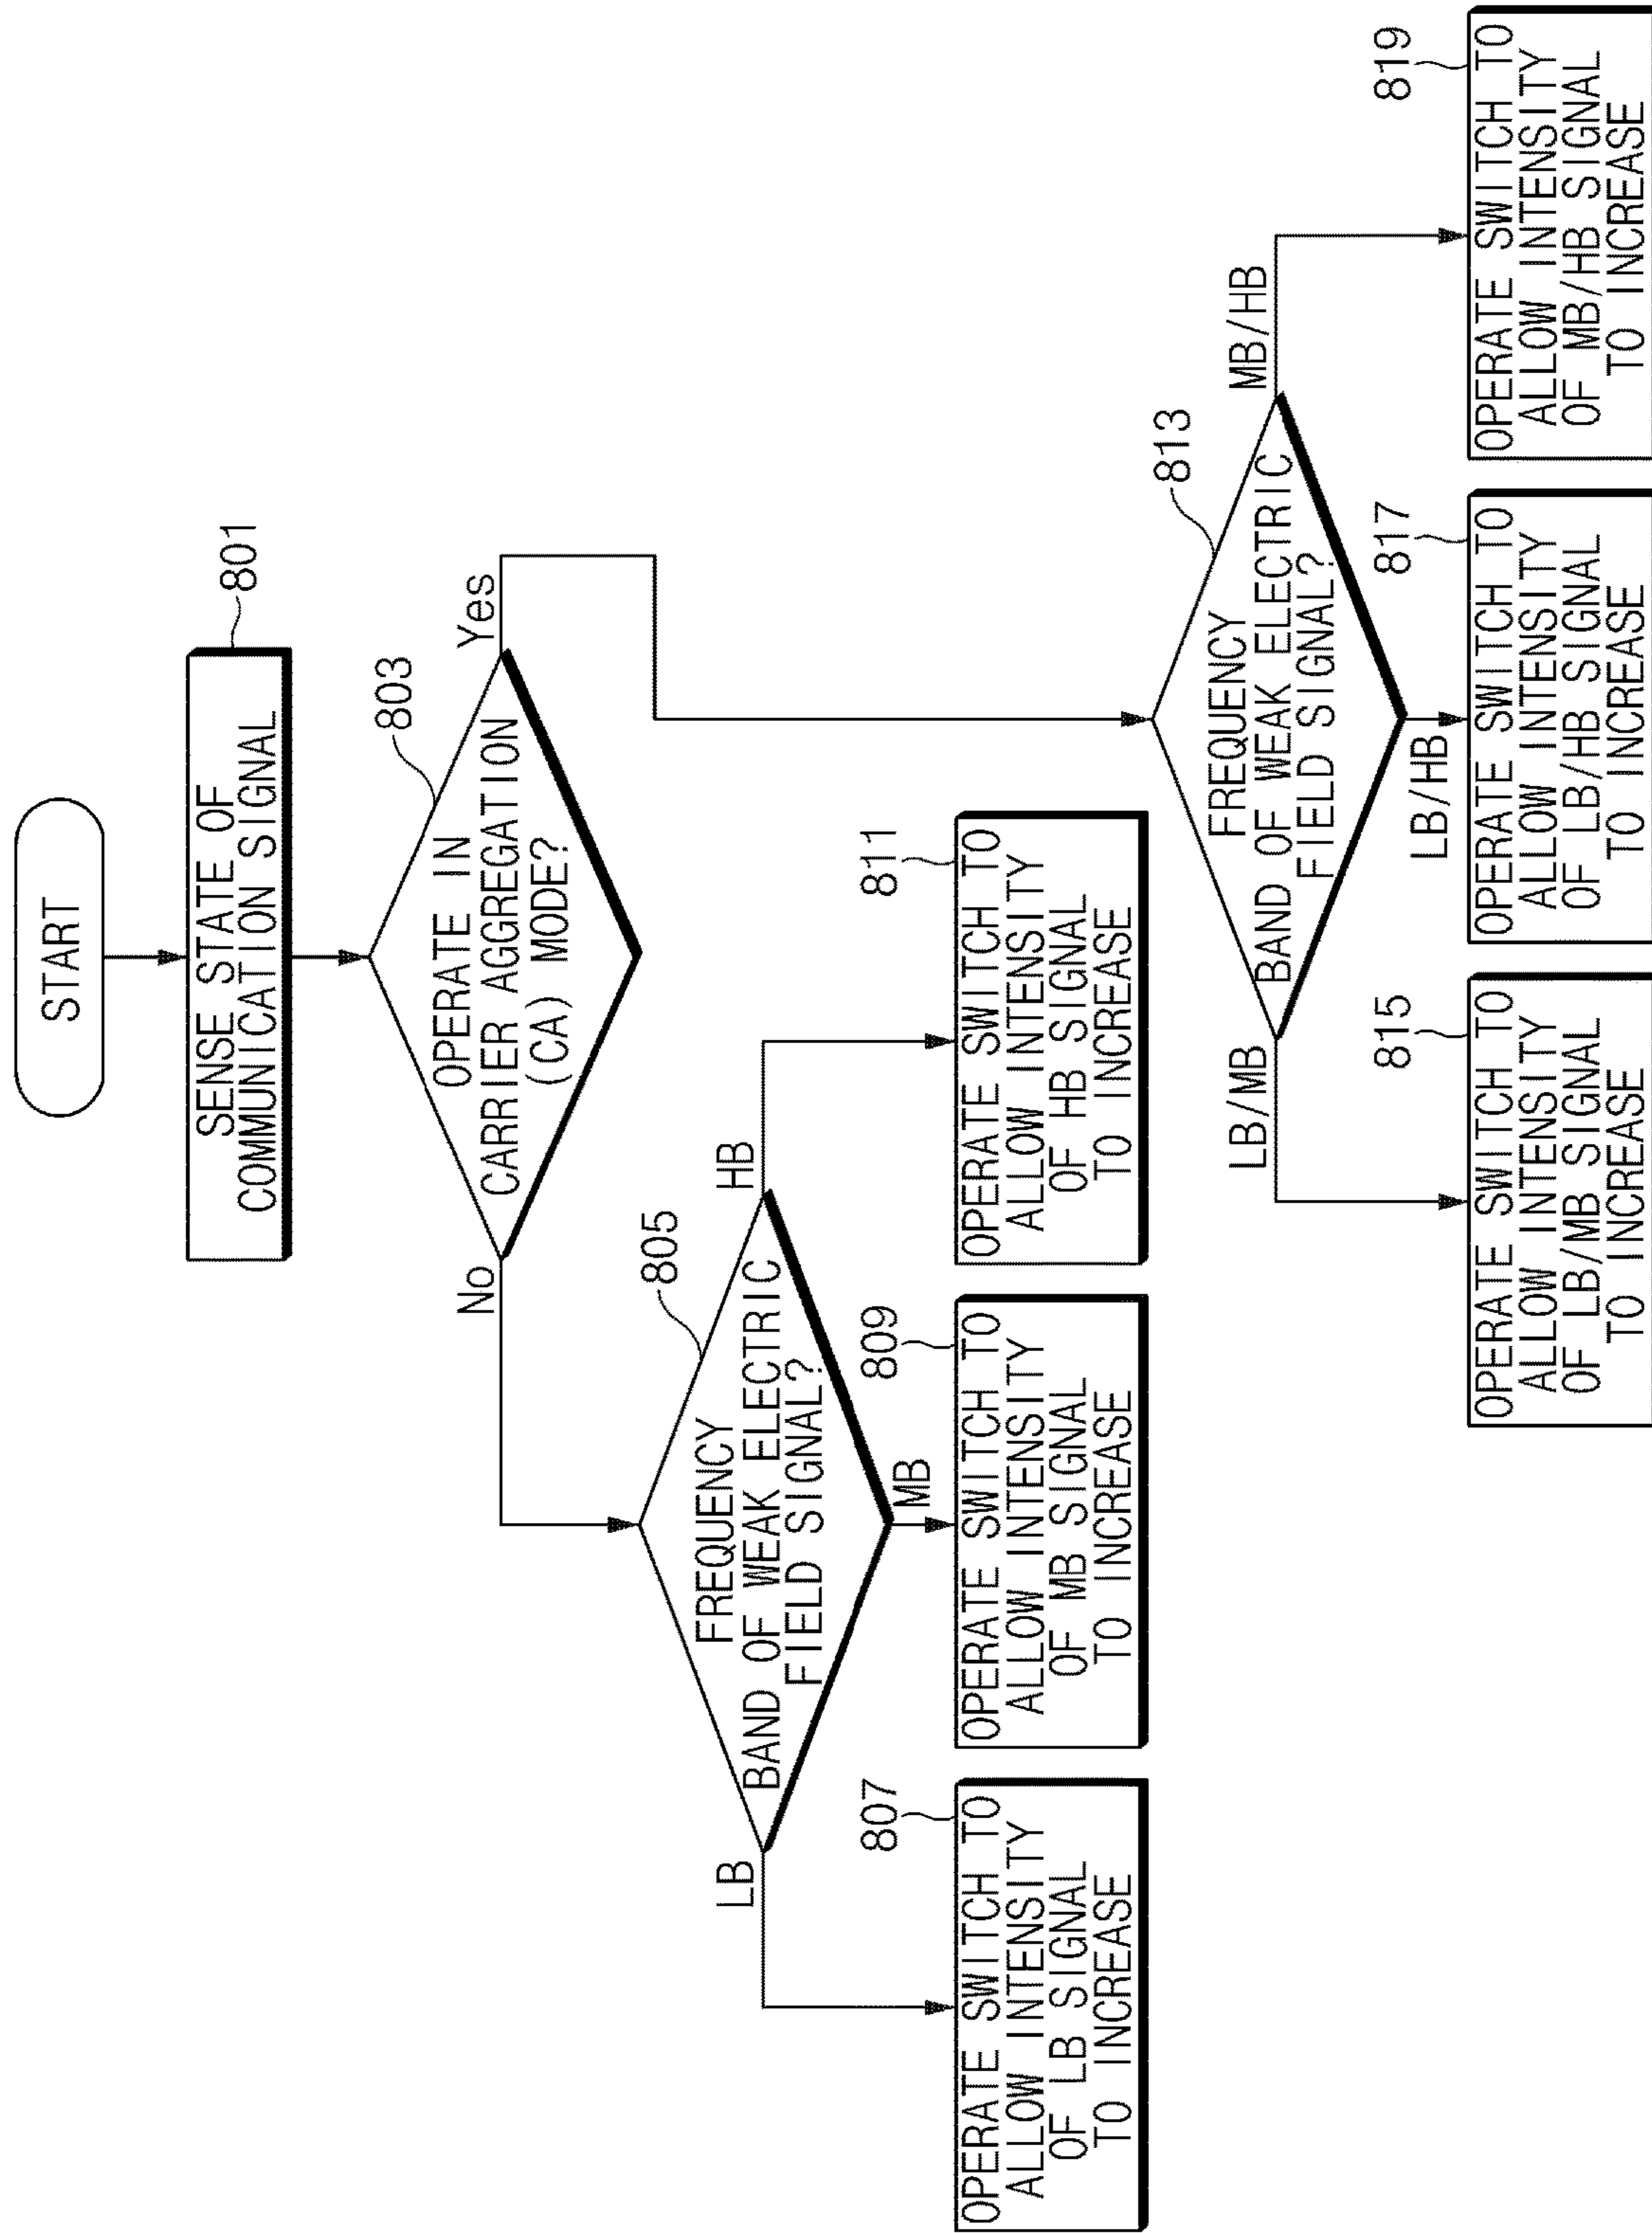 START
801
SENSE STATE OF
COMMUNICATION SIGNAL
803
OPERATE IN
CARRIER AGGREGATION
(CA) MODE?
No
Yes
805
FREQUENCY
BAND OF WEAK ELECTRIC
FIELD SIGNAL?
LB
MB
HB
807
OPERATE SWITCH TO
ALLOW INTENSITY
OF LB SIGNAL
TO INCREASE
809
OPERATE SWITCH TO
ALLOW INTENSITY
OF MB SIGNAL
TO INCREASE
811
OPERATE SWITCH TO
ALLOW INTENSITY
OF HB SIGNAL
TO INCREASE
813
FREQUENCY
BAND OF WEAK ELECTRIC
FIELD SIGNAL?
LB/MB
LB/HB
MB/HB
815
OPERATE SWITCH TO
ALLOW INTENSITY
OF LB/MB SIGNAL
TO INCREASE
817
OPERATE SWITCH TO
ALLOW INTENSITY
OF LB/HB SIGNAL
TO INCREASE
819
OPERATE SWITCH TO
ALLOW INTENSITY
OF MB/HB SIGNAL
TO INCREASE